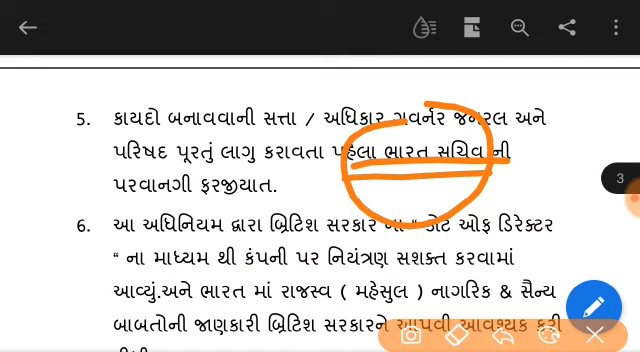 5. કાયદો બનાવવાની સત્તા / અધિકાર ગવર્નર જનરલ અને
પરિષદ પૂરતું લાગુ કરાવતા પહેલા ભારત સચિવ ની
પરવાનગી ફરજીયાત.
3
6. આ અધિનિયમ દ્વારા બ્રિટિશ સરકાર ના “ કોર્ટ ઓફ ડિરેક્ટર
“ ના માધ્યમ થી કંપની પર નિયંત્રણ સશક્ત કરવામાં
આવ્યું.અને ભારત માં રાજસ્વ ( મહેસુલ ) નાગરિક & સૈન્ય
બાબતોની જાણકારી બ્રિટિશ સરકારને આપવી આવશ્યક કરી